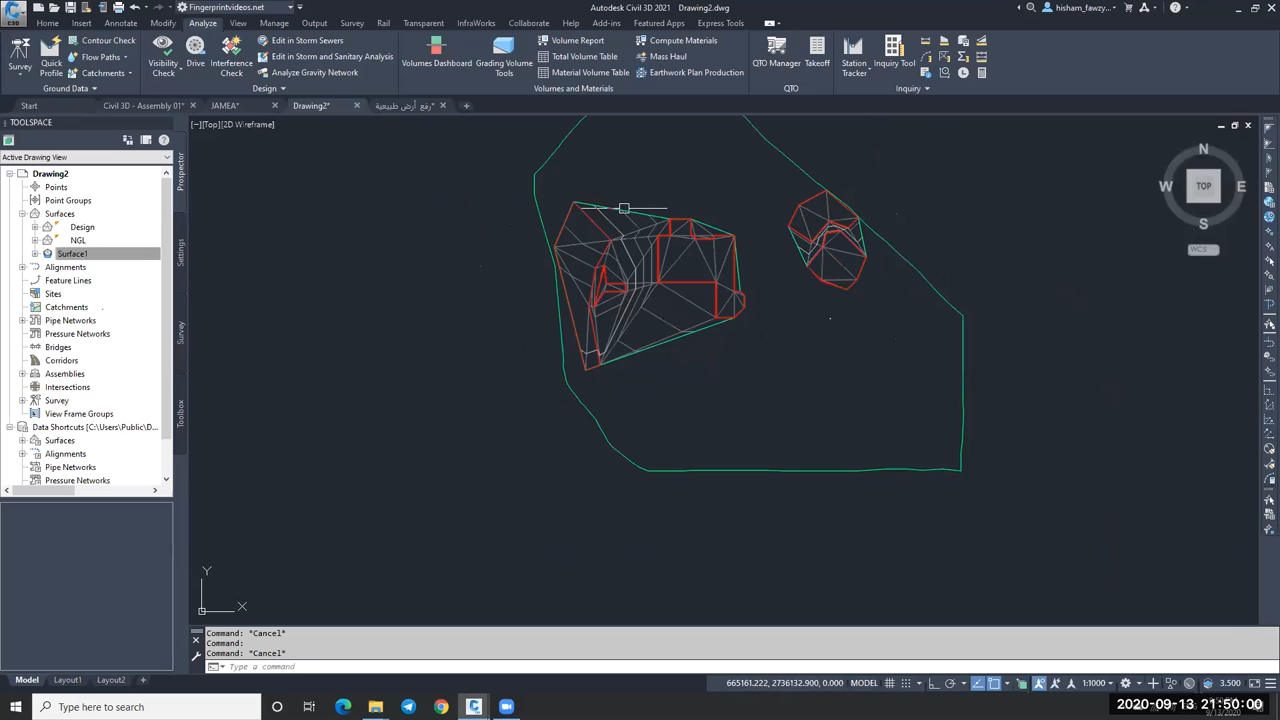 Fingerprintvideos.net
Autodesk Civil 3D 2021 Drawing2.dwg
hisham_fawzy...
C3D
Home Insert Annotate Modify Analyze View Manage Output Survey Rail Transparent InfraWorks Collaborate Help Add-ins Featured Apps Express Tools
Survey
Quick Profile
Contour Check
Flow Paths
Catchments
Ground Data
Visibility Check
Drive
Interference Check
Edit in Storm Sewers
Edit in Storm and Sanitary Analysis
Analyze Gravity Network
Design
Volumes Dashboard
Grading Volume Tools
Volume Report
Total Volume Table
Material Volume Table
Compute Materials
Mass Haul
Earthwork Plan Production
Volumes and Materials
QTO Manager
Takeoff
QTO
Station Tracker
Inquiry Tool
Inquiry
Start
Civil 3D - Assembly 01*
JAMEA*
Drawing2*
رفع أرض طبيعية*
TOOLSPACE
Active Drawing View
Drawing2
Points
Point Groups
Surfaces
Design
NGL
Surface1
Alignments
Feature Lines
Sites
Catchments
Pipe Networks
Pressure Networks
Bridges
Corridors
Assemblies
Intersections
Survey
View Frame Groups
Data Shortcuts [C:\Users\Public\D...
Surfaces
Alignments
Pipe Networks
Pressure Networks
Prospector
Settings
Survey
Toolbox
[−][Top][2D Wireframe]
N
W TOP E
S
WCS
Y
X
Command: *Cancel*
Command:
Command: *Cancel*
Type a command
Model Layout1 Layout2
665161.222, 2736132.900, 0.000 MODEL
1:1000
3.500
Type here to search
2020-09-13 21:50:00